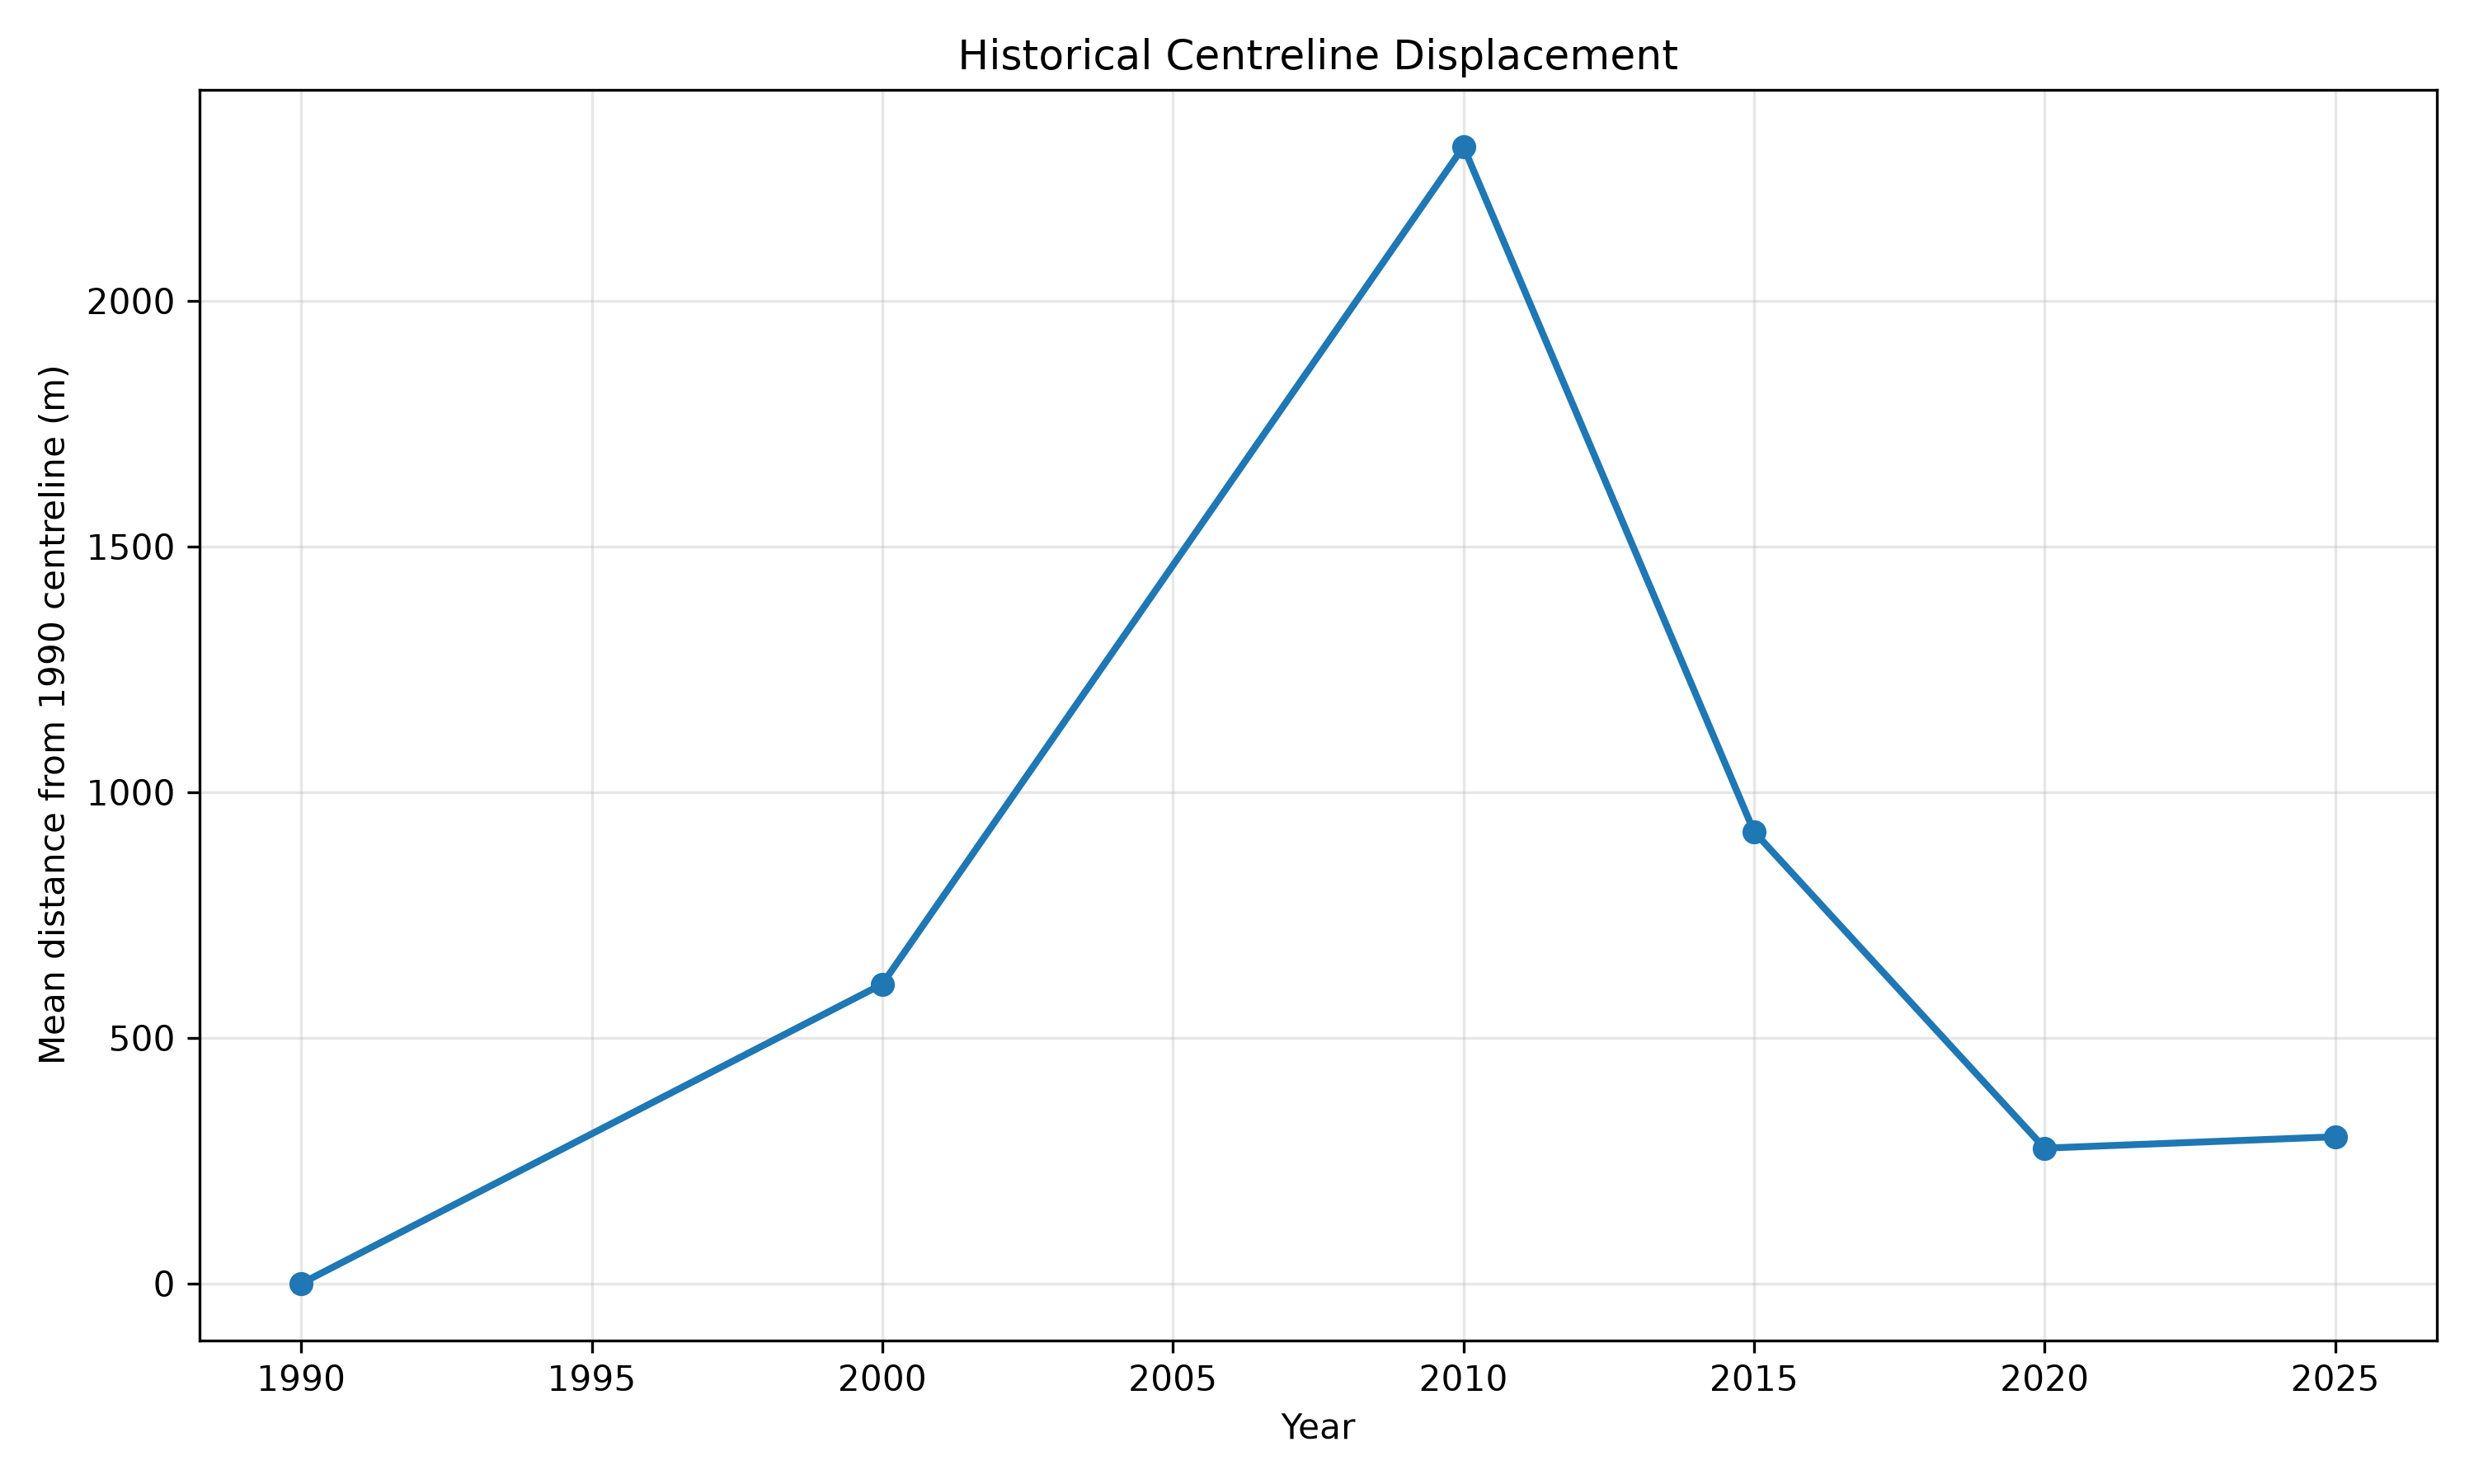 Historical Centreline Displacement
Mean distance from 1990 centreline (m)
2000
1500
1000
500
0
1990 1995 2000 2005 2010 2015 2020 2025
Year